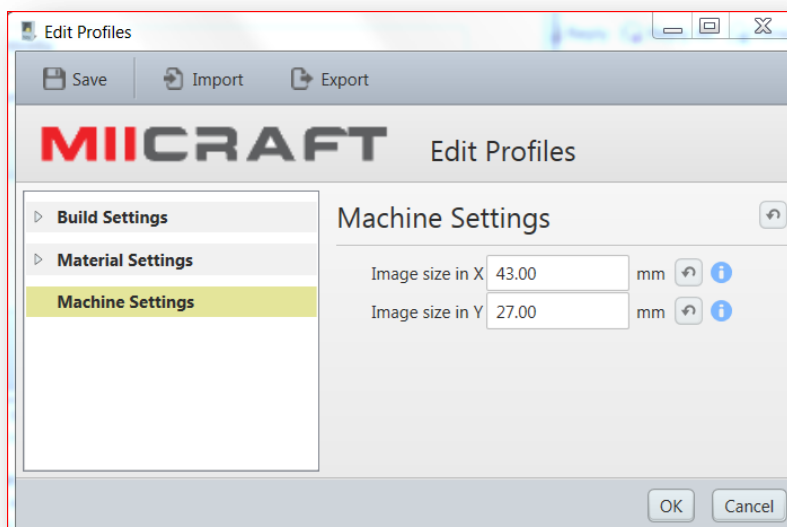 Edit Profiles
Save Import Export
MIICRAFT Edit Profiles
Build Settings
Material Settings
Machine Settings
Machine Settings
Image size in X 43.00 mm
Image size in Y 27.00 mm
OK Cancel